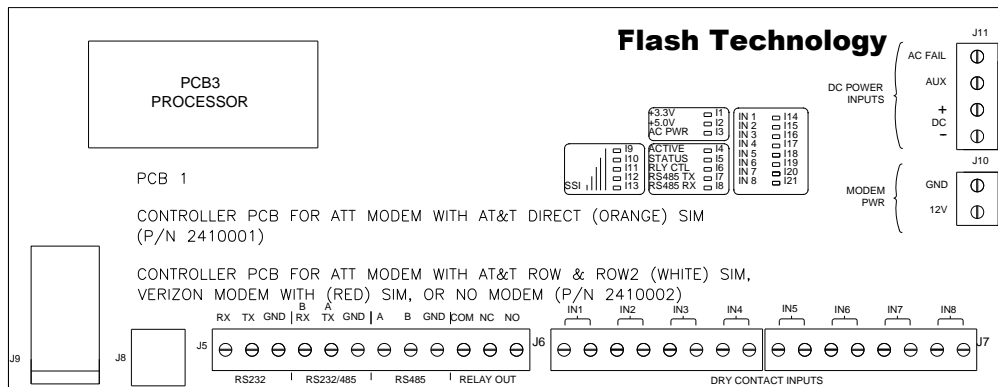 Flash Technology
J11
AC FAIL
AUX
+
DC
–
DC POWER
INPUTS
PCB3
PROCESSOR
+3.3V I1
+5.0V I2
AC PWR I3
IN 1 I14
IN 2 I15
IN 3 I16
IN 4 I17
IN 5 I18
IN 6 I19
IN 7 I20
IN 8 I21
I9
I10
I11
I12
SSI I13
ACTIVE I4
STATUS I5
RLY CTL I6
RS485 TX I7
RS485 RX I8
J10
GND
12V
MODEM
PWR
PCB 1
CONTROLLER PCB FOR ATT MODEM WITH AT&T DIRECT (ORANGE) SIM
(P/N 2410001)
CONTROLLER PCB FOR ATT MODEM WITH AT&T ROW & ROW2 (WHITE) SIM,
VERIZON MODEM WITH (RED) SIM, OR NO MODEM (P/N 2410002)
B A
RX TX GND RX TX GND A B GND COM NC NO
IN1 IN2 IN3 IN4 IN5 IN6 IN7 IN8
J9 J8 J5 J6 J7
RS232 RS232/485 RS485 RELAY OUT DRY CONTACT INPUTS